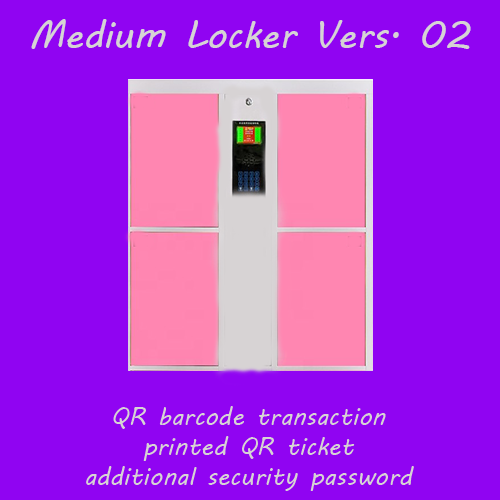 Medium Locker Vers. 02
QR barcode transaction
printed QR ticket
additional security password